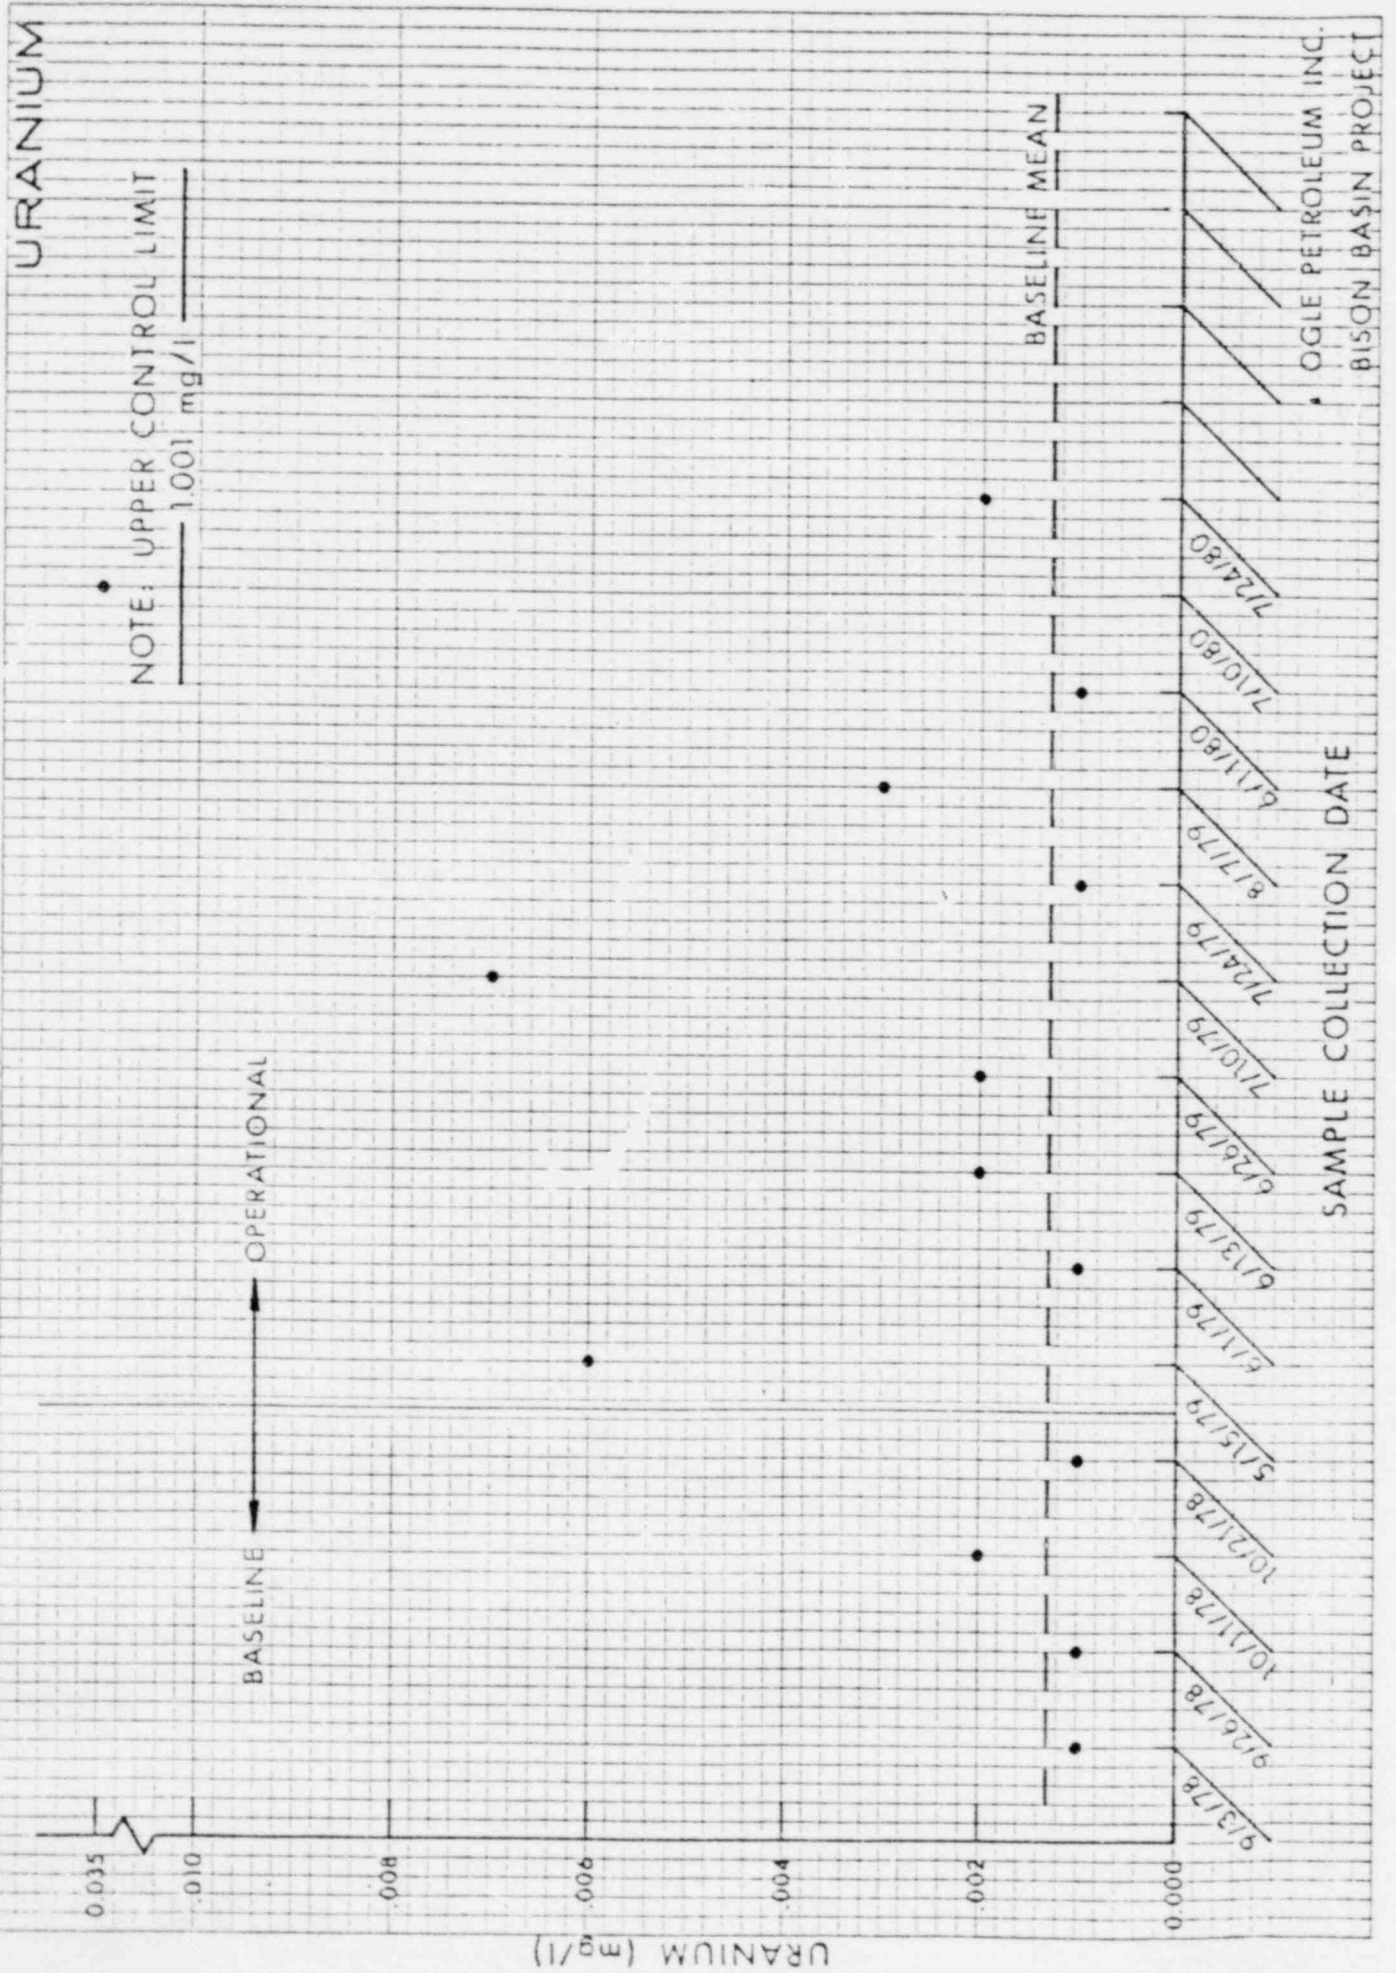 URANIUM
NOTE: UPPER CONTROL LIMIT
1.001 mg/l
BASELINE
OPERATIONAL
URANIUM (mg/l)
0.035
.010
.008
.006
.004
.002
0.000
BASELINE MEAN
9/3/78
9/26/78
10/11/78
10/21/78
5/15/79
6/1/79
6/13/79
6/26/79
7/10/79
7/24/79
8/7/79
6/11/80
7/10/80
7/24/80
SAMPLE COLLECTION DATE
OGLE PETROLEUM INC.
BISON BASIN PROJECT